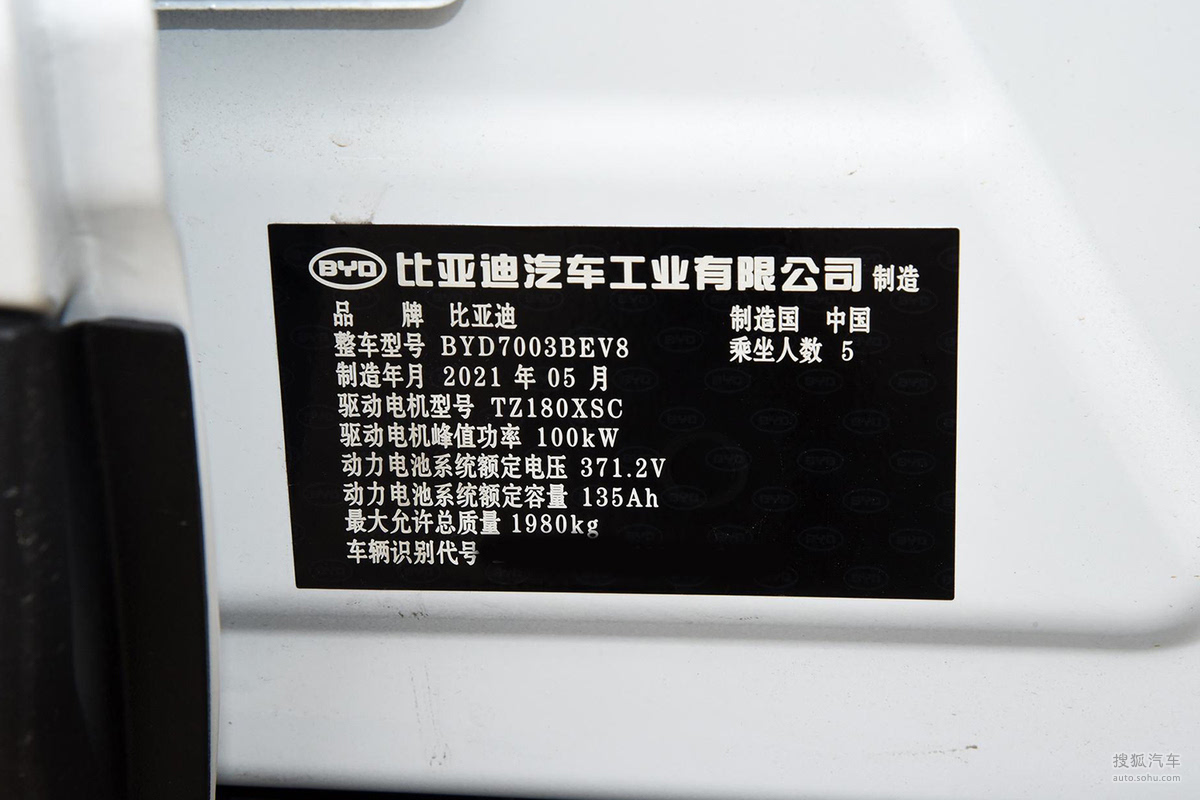 BYD 比亚迪汽车工业有限公司 制造
品 牌 比亚迪 制造国 中国
整车型号 BYD7003BEV8 乘坐人数 5
制造年月 2021 年 05 月
驱动电机型号 TZ180XSC
驱动电机峰值功率 100kW
动力电池系统额定电压 371.2V
动力电池系统额定容量 135Ah
最大允许总质量 1980kg
车辆识别代号
搜狐汽车
auto.sohu.com